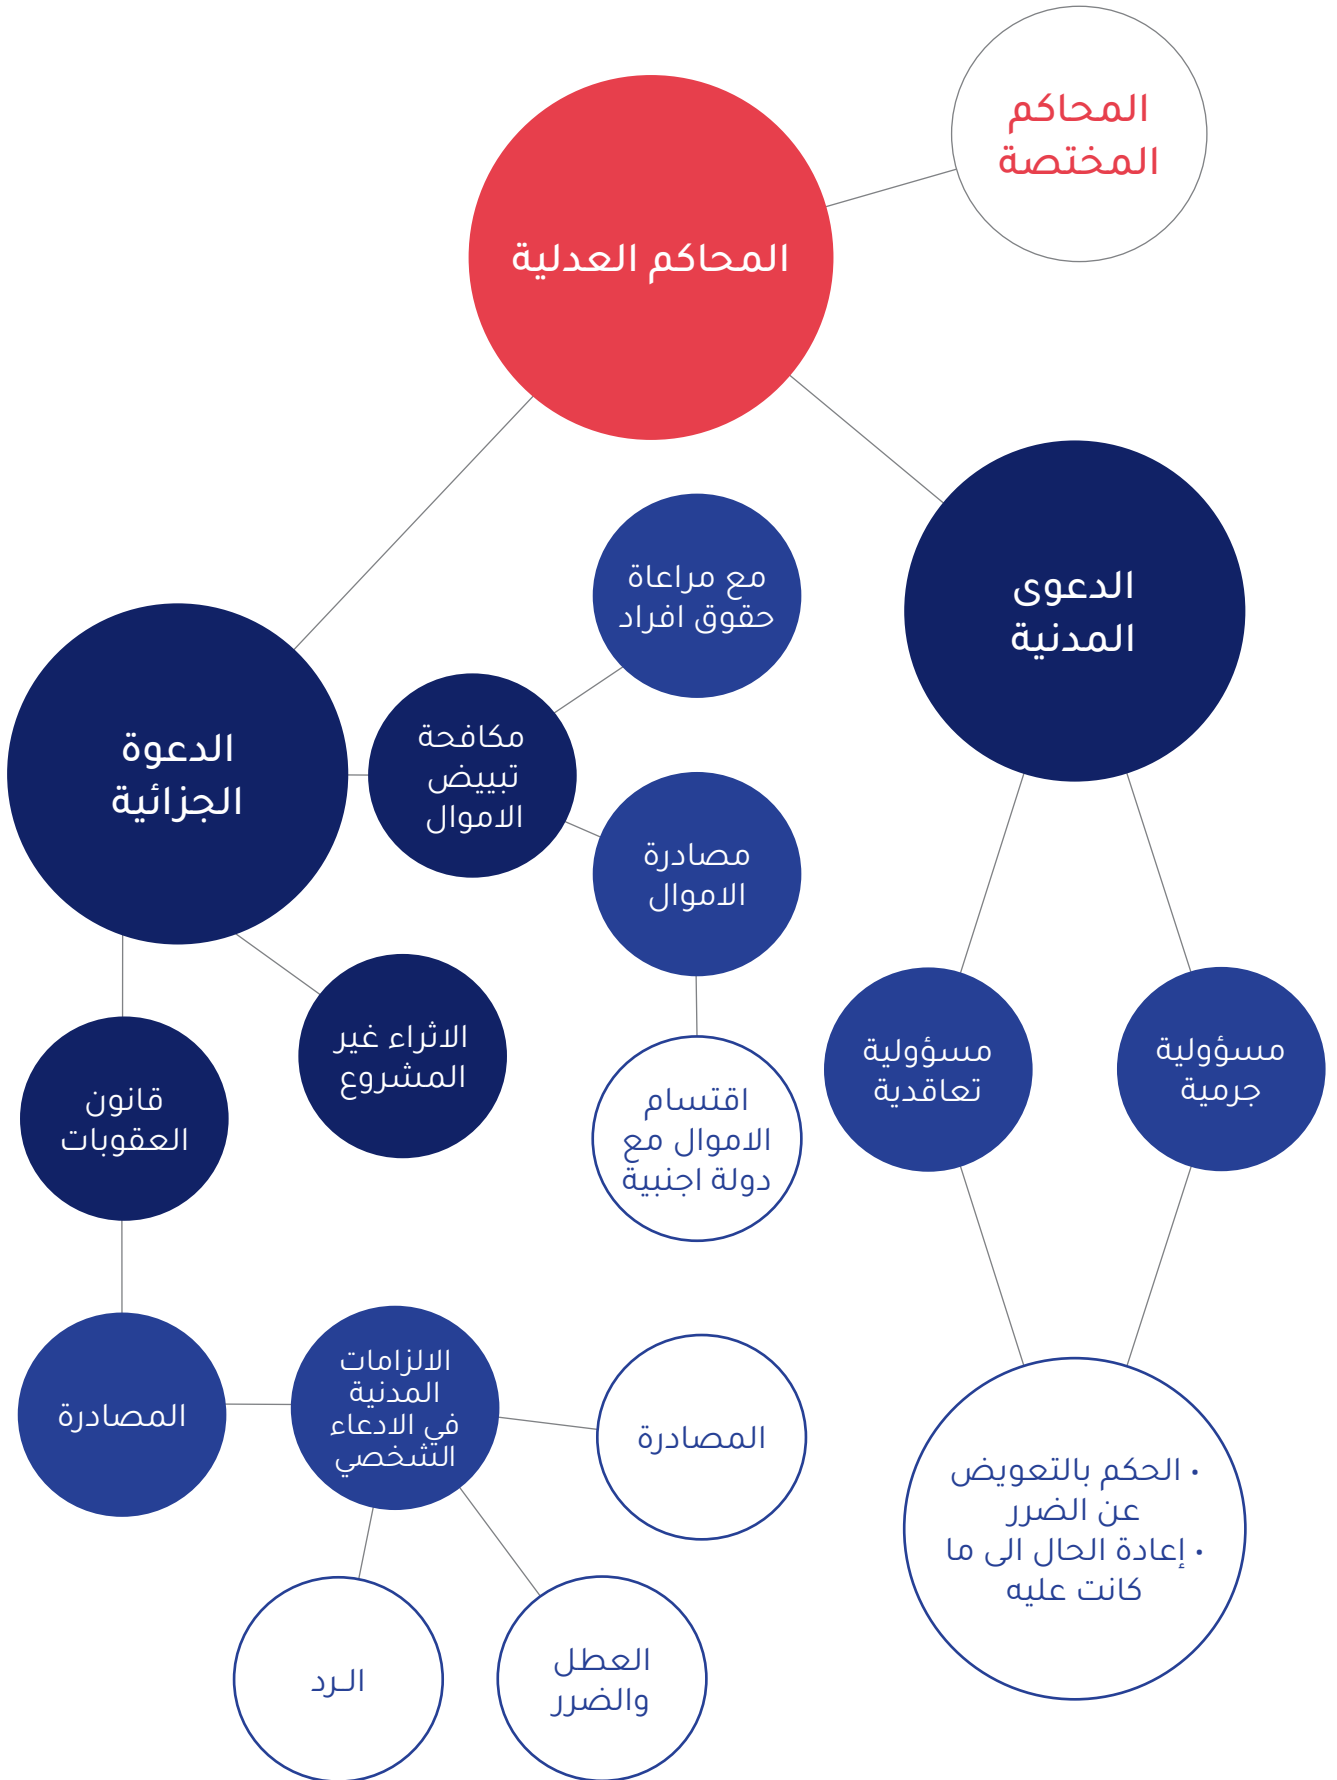 المحاكم
المختصة
المحاكم العدلية
الدعوى
المدنية
مع مراعاة
حقوق افراد
الدعوة
الجزائية
مكافحة
تبييض
الاموال
مصادرة
الاموال
مسؤولية
جرمية
مسؤولية
تعاقدية
الاثراء غير
المشروع
قانون
العقوبات
اقتسام
الاموال مع
دولة اجنبية
الالزامات
المدنية
في الادعاء
الشخصي
المصادرة
المصادرة
• الحكم بالتعويض
عن الضرر
• إعادة الحال الى ما
كانت عليه
العطل
والضرر
الـرد